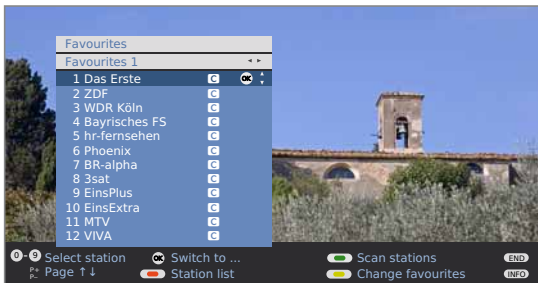 Favourites
Favourites 1
1 Das Erste C OK
2 ZDF C
3 WDR Köln C
4 Bayrisches FS C
5 hr-fernsehen C
6 Phoenix C
7 BR-alpha C
8 3sat C
9 EinsPlus C
10 EinsExtra C
11 MTV C
12 VIVA C
0-9 Select station OK Switch to ... Scan stations END
P+ P- Page ↑↓ Station list Change favourites INFO